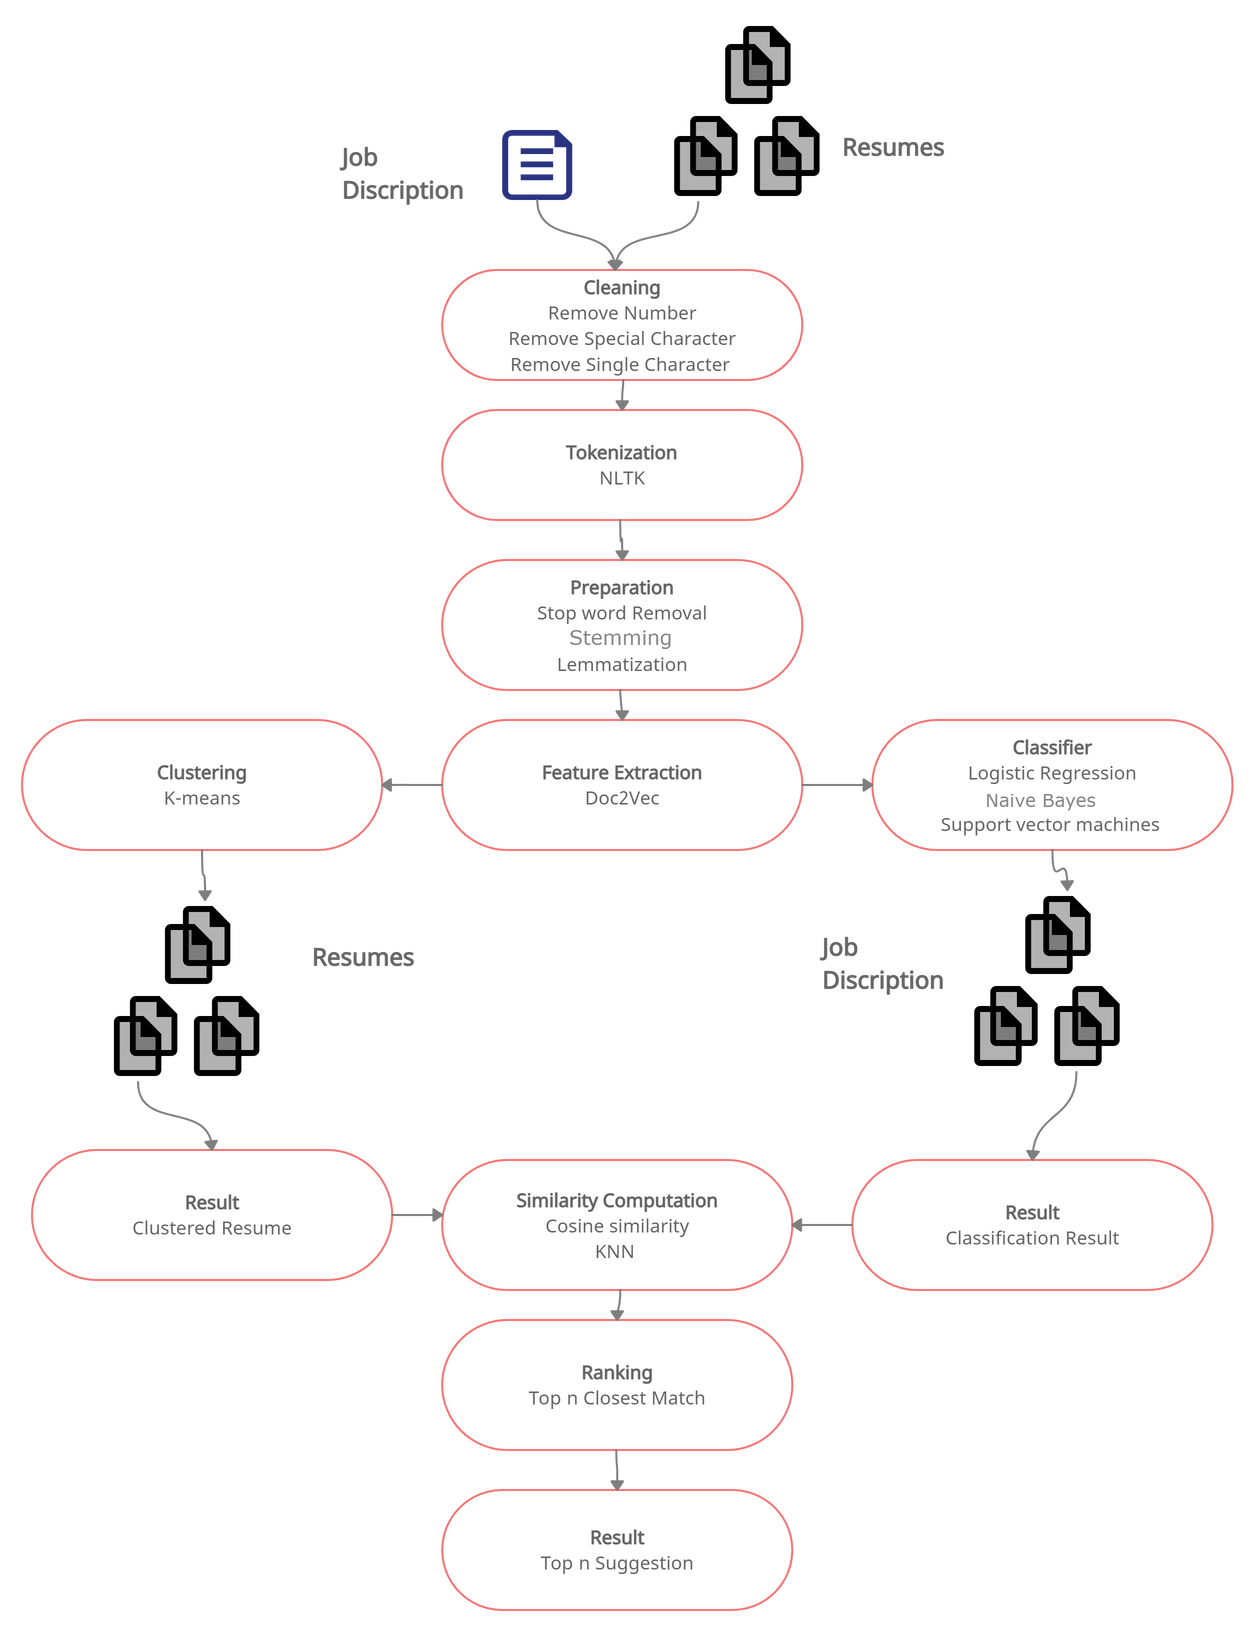 Job
Discription
Resumes
Cleaning
Remove Number
Remove Special Character
Remove Single Character
Tokenization
NLTK
Preparation
Stop word Removal
Stemming
Lemmatization
Clustering
K-means
Feature Extraction
Doc2Vec
Classifier
Logistic Regression
Naive Bayes
Support vector machines
Resumes
Job
Discription
Result
Clustered Resume
Similarity Computation
Cosine similarity
KNN
Result
Classification Result
Ranking
Top n Closest Match
Result
Top n Suggestion